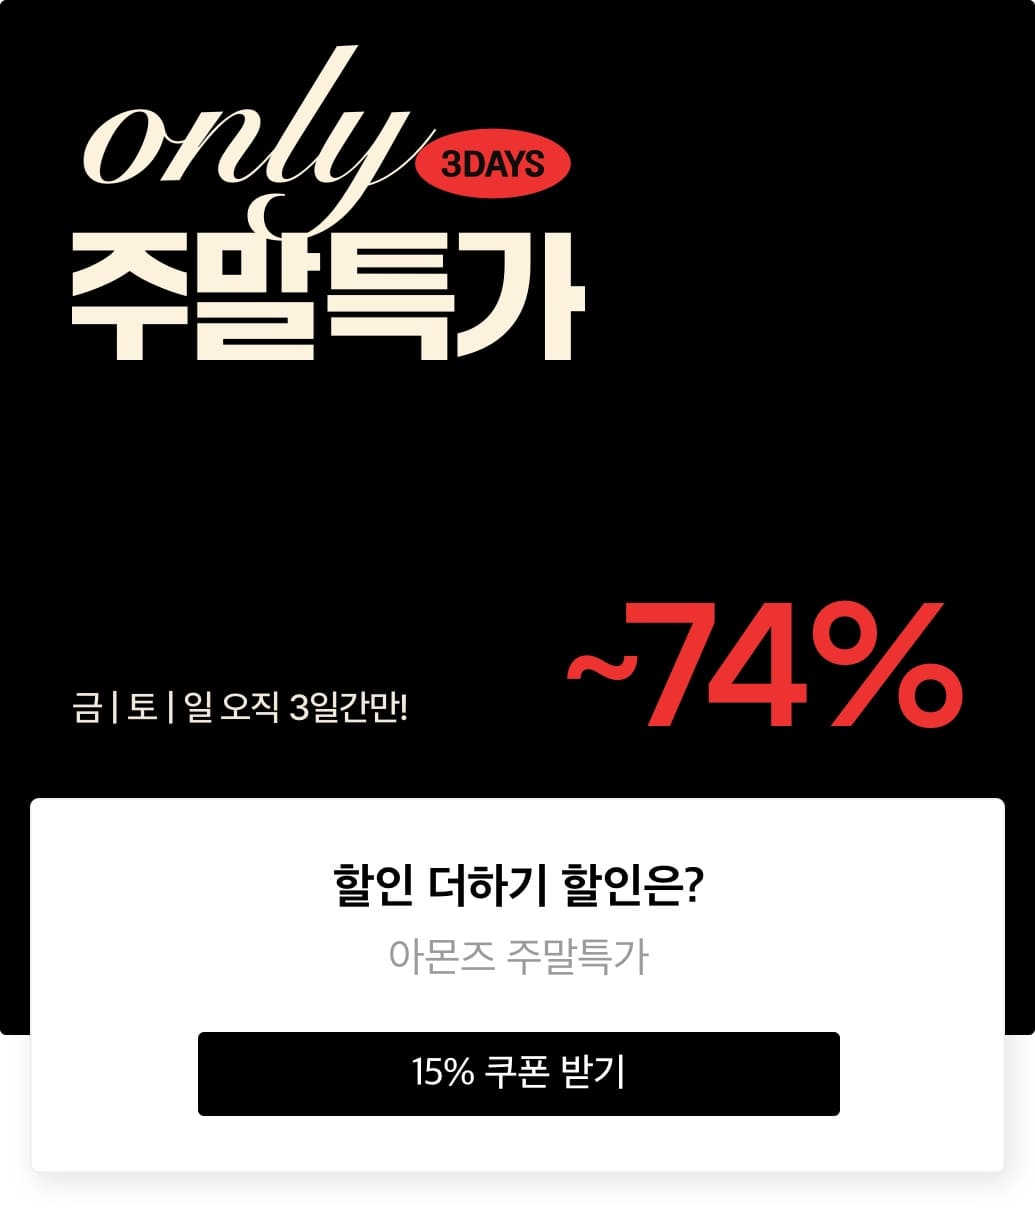 only
3DAYS
주말특가
~74%
금 | 토 | 일 오직 3일간만!
할인 더하기 할인은?
아몬즈 주말특가
15% 쿠폰 받기